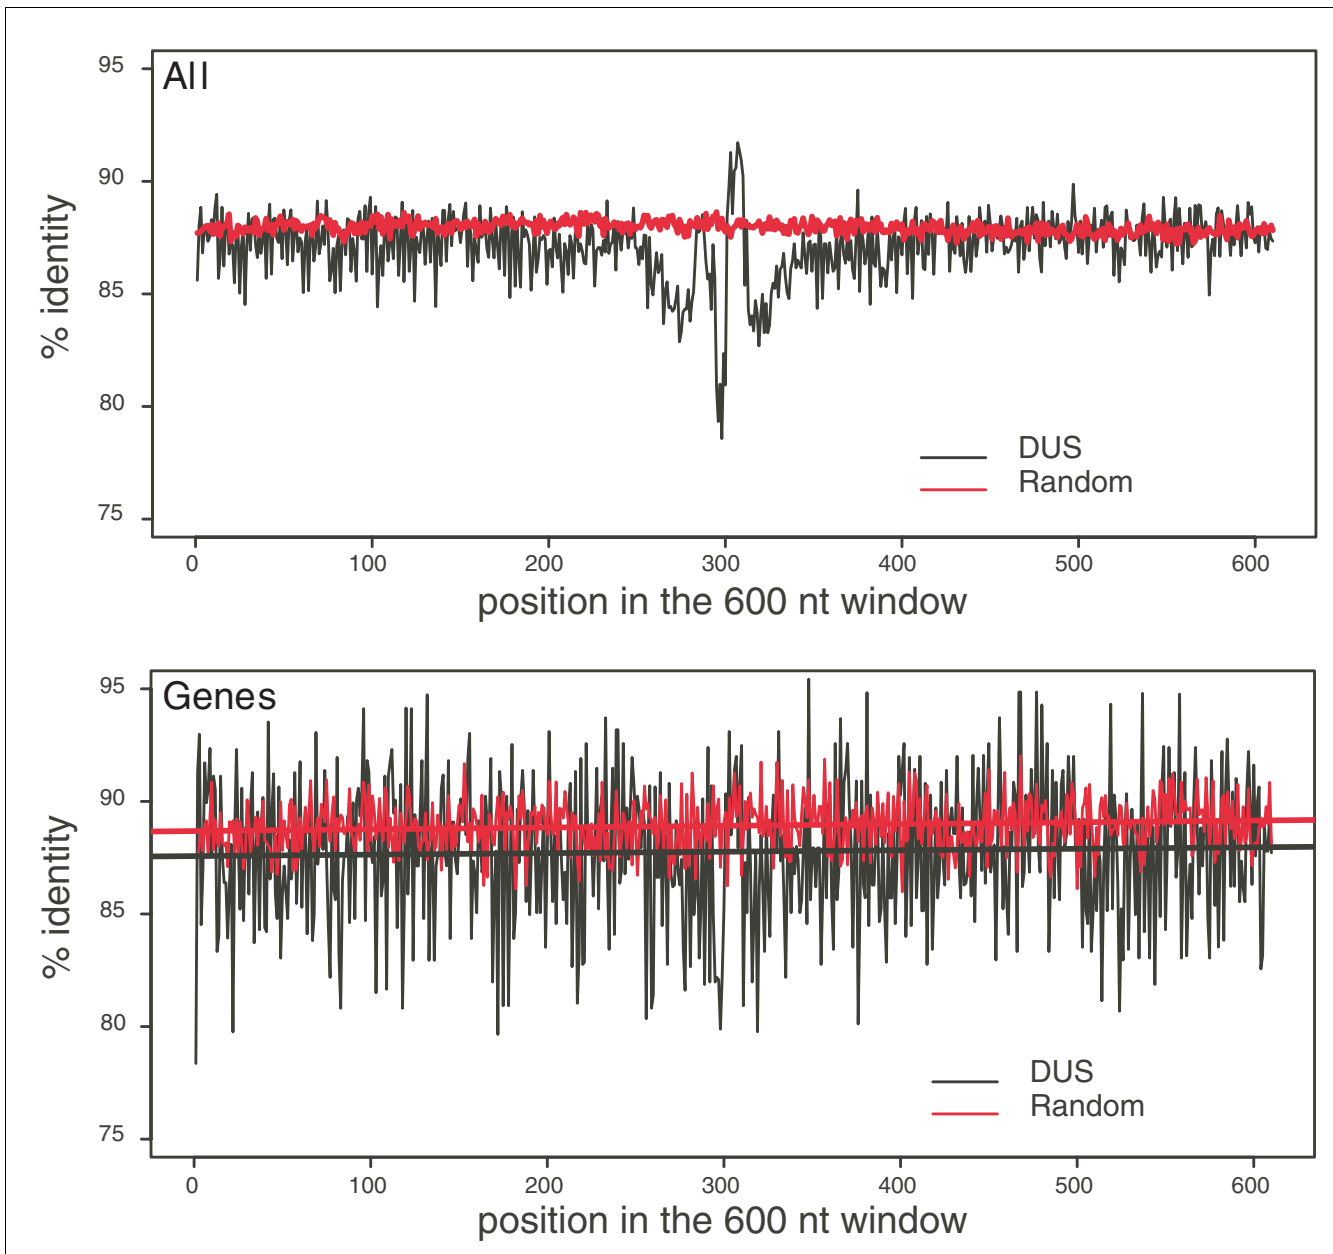 All
95
90
85
80
75
% identity
DUS
Random
0 100 200 300 400 500 600
position in the 600 nt window
Genes
95
90
85
80
75
% identity
DUS
Random
0 100 200 300 400 500 600
position in the 600 nt window